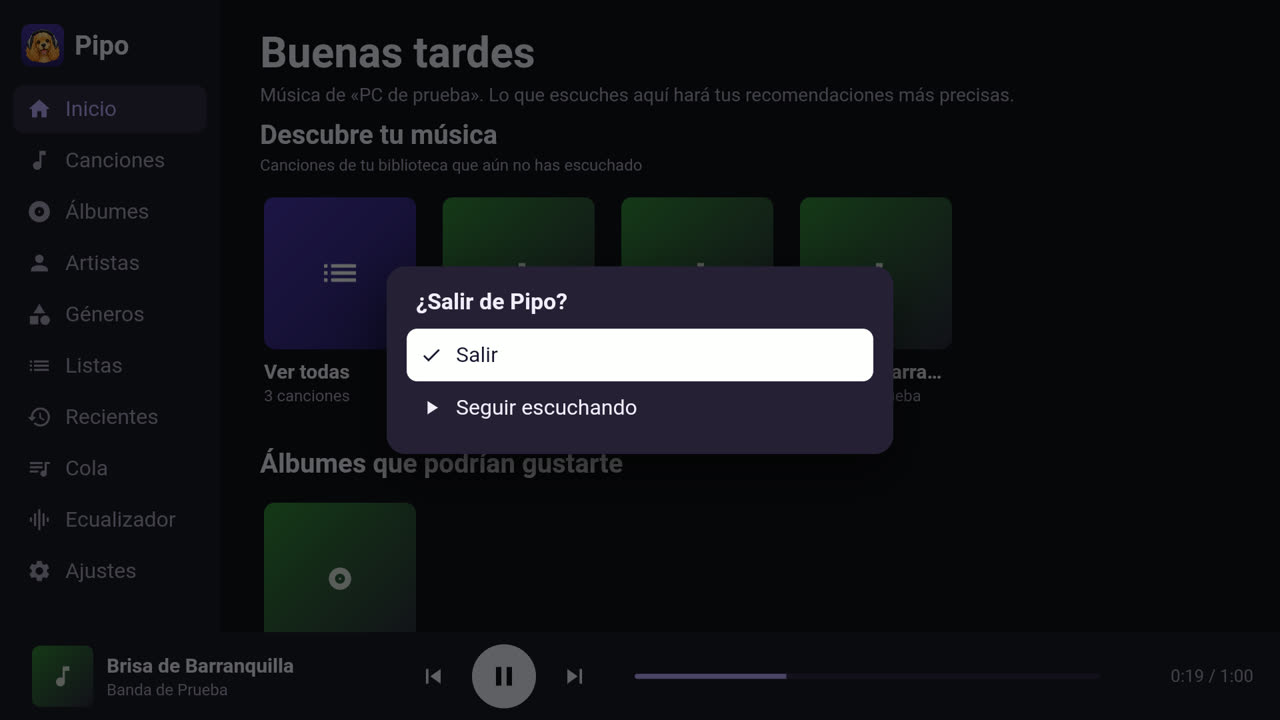 Pipo
Inicio
Canciones
Álbumes
Artistas
Géneros
Listas
Recientes
Cola
Ecualizador
Ajustes
Buenas tardes
Música de «PC de prueba». Lo que escuches aquí hará tus recomendaciones más precisas.
Descubre tu música
Canciones de tu biblioteca que aún no has escuchado
Ver todas
3 canciones
¿Salir de Pipo?
Salir
Seguir escuchando
Álbumes que podrían gustarte
Brisa de Barranquilla
Banda de Prueba
0:19 / 1:00